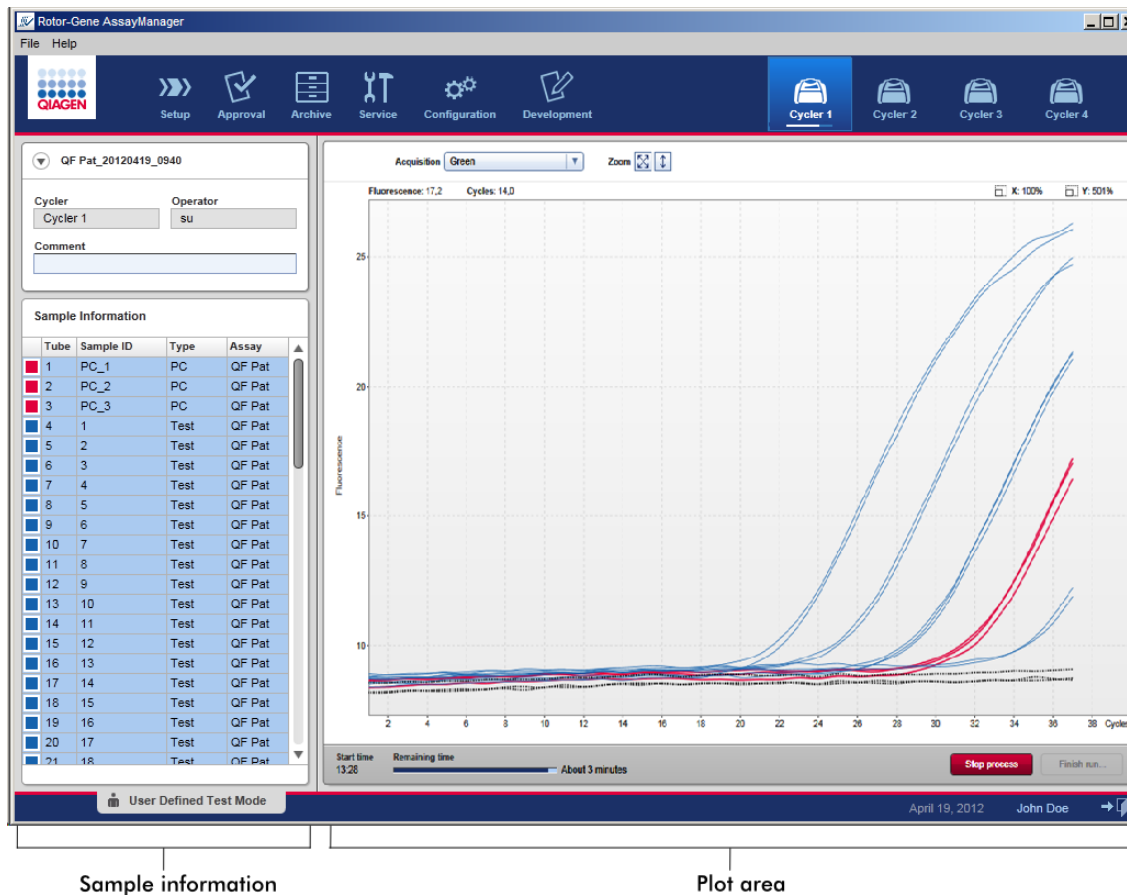 Rotor-Gene AssayManager
File Help
QIAGEN
Setup Approval Archive Service Configuration Development Cycler 1 Cycler 2 Cycler 3 Cycler 4
QF Pat_20120419_0940
Cycler Operator
Cycler 1 su
Comment
Sample Information
Tube Sample ID Type Assay
1 PC_1 PC QF Pat
2 PC_2 PC QF Pat
3 PC_3 PC QF Pat
4 1 Test QF Pat
5 2 Test QF Pat
6 3 Test QF Pat
7 4 Test QF Pat
8 5 Test QF Pat
9 6 Test QF Pat
10 7 Test QF Pat
11 8 Test QF Pat
12 9 Test QF Pat
13 10 Test QF Pat
14 11 Test QF Pat
15 12 Test QF Pat
16 13 Test QF Pat
17 14 Test QF Pat
18 15 Test QF Pat
19 16 Test QF Pat
20 17 Test QF Pat
21 18 Test QF Pat
User Defined Test Mode
Acquisition Green Zoom
Fluorescence: 17,2 Cycles: 14,0 X: 100% Y: 501%
25
20
15
10
Fluorescence
2 4 6 8 10 12 14 16 18 20 22 24 26 28 30 32 34 36 38 Cycles
Start time Remaining time
13:28 About 3 minutes
Stop process Finish run...
April 19, 2012 John Doe
Sample information Plot area